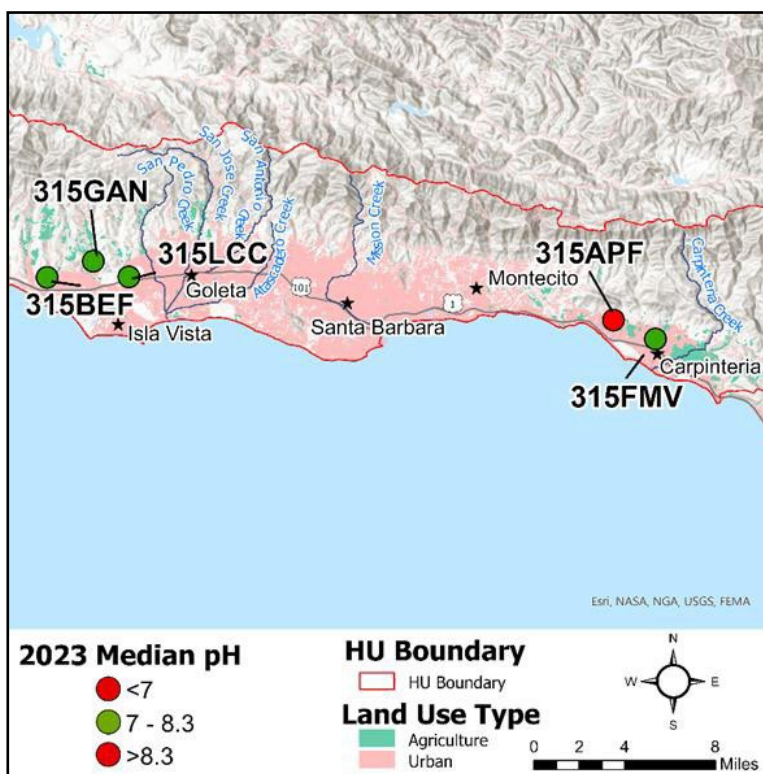 San Pedro Creek
San Jose Creek
San Antonio Creek
Atascadero Creek
Mission Creek
Carpinteria Creek
315GAN
315LCC
315BEF
Goleta
Isla Vista
101
Santa Barbara
1
Montecito
315APF
315FMV
Carpinteria
Esri, NASA, NGA, USGS, FEMA
2023 Median pH
<7
7 - 8.3
>8.3
HU Boundary
HU Boundary
Land Use Type
Agriculture
Urban
N
W E
S
0 2 4 8
Miles